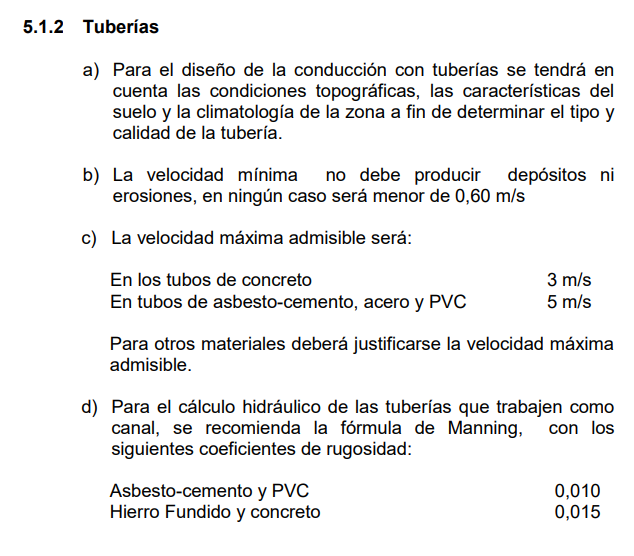 5.1.2 Tuberías
a) Para el diseño de la conducción con tuberías se tendrá en
cuenta las condiciones topográficas, las características del
suelo y la climatología de la zona a fin de determinar el tipo y
calidad de la tubería.
b) La velocidad mínima no debe producir depósitos ni
erosiones, en ningún caso será menor de 0,60 m/s
c) La velocidad máxima admisible será:
En los tubos de concreto 3 m/s
En tubos de asbesto-cemento, acero y PVC 5 m/s
Para otros materiales deberá justificarse la velocidad máxima
admisible.
d) Para el cálculo hidráulico de las tuberías que trabajen como
canal, se recomienda la fórmula de Manning, con los
siguientes coeficientes de rugosidad:
Asbesto-cemento y PVC 0,010
Hierro Fundido y concreto 0,015